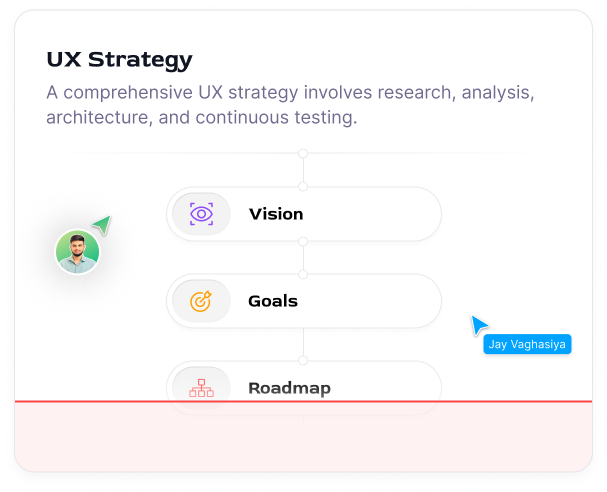 UX Strategy
A comprehensive UX strategy involves research, analysis,
architecture, and continuous testing.
Vision
Goals
Jay Vaghasiya
Roadmap